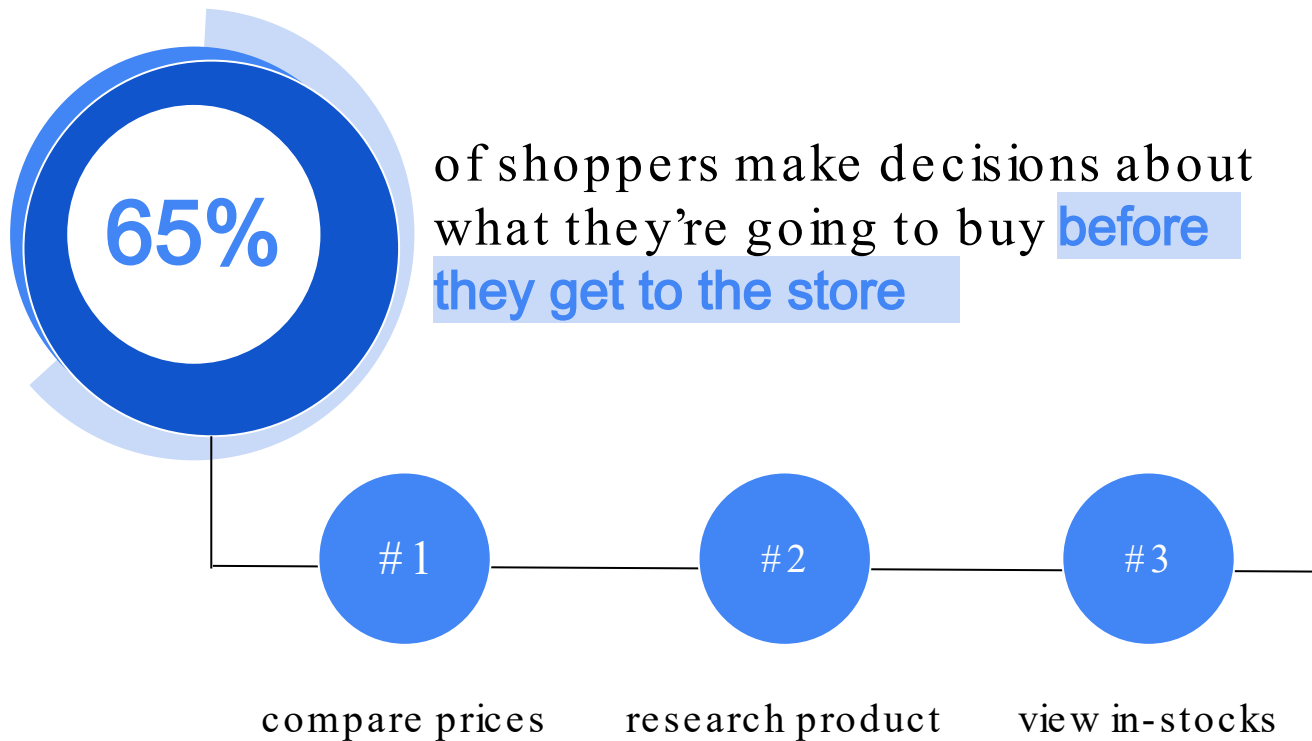 65%
of shoppers make decisions about
what they’re going to buy before
they get to the store
#1
#2
#3
compare prices
research product
view in-stocks